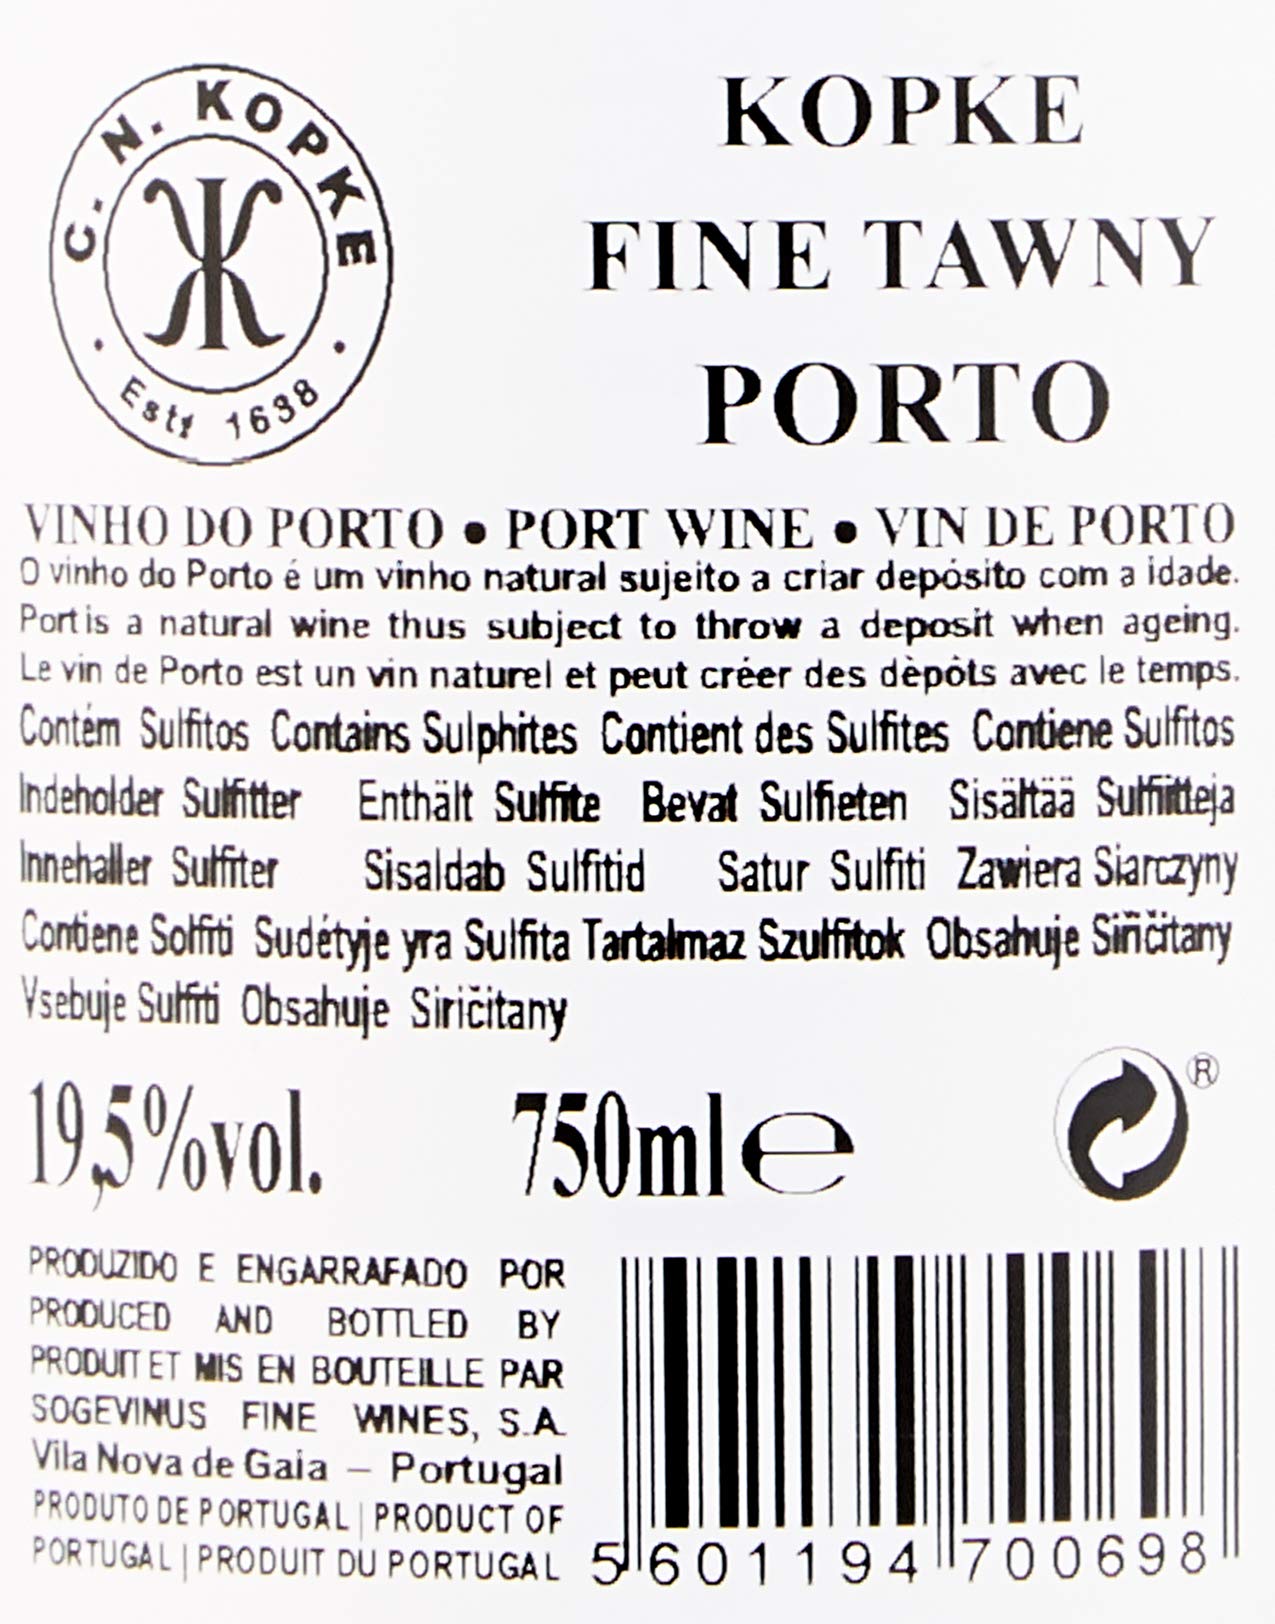 C. N. KOPKE
Estd 1638
KOPKE
FINE TAWNY
PORTO
VINHO DO PORTO • PORT WINE • VIN DE PORTO
O vinho do Porto é um vinho natural sujeito a criar depósito com a idade.
Port is a natural wine thus subject to throw a deposit when ageing.
Le vin de Porto est un vin naturel et peut créer des dèpôts avec le temps.
Contém Sulfitos Contains Sulphites Contient des Sulfites Contiene Sulfitos
Indeholder Sulfitter Enthält Sulfite Bevat Sulfieten Sisältää Sulfiitteja
Innehaller Sulfiter Sisaldab Sulfitid Satur Sulfiti Zawiera Siarczyny
Contiene Solfiti Sudétyje yra Sulfita Tartalmaz Szulfitok Obsahuje Siřičitany
Vsebuje Sulfiti Obsahuje Siričitany
19,5%vol. 750ml e ®
PRODUZIDO E ENGARRAFADO POR
PRODUCED AND BOTTLED BY
PRODUIT ET MIS EN BOUTEILLE PAR
SOGEVINUS FINE WINES, S.A.
Vila Nova de Gaia – Portugal
PRODUTO DE PORTUGAL | PRODUCT OF
PORTUGAL | PRODUIT DU PORTUGAL
5 601194 700698